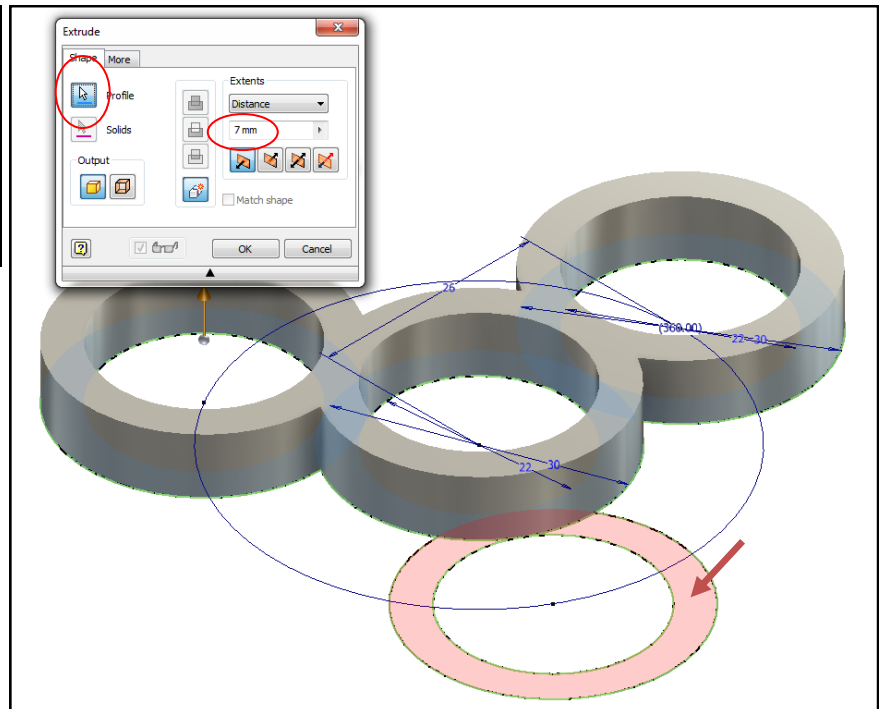 Extrude
Shape More
Profile
Solids
Output
Extents
Distance
7 mm
Match shape
OK Cancel
26
(360.00)
22 30
22 30